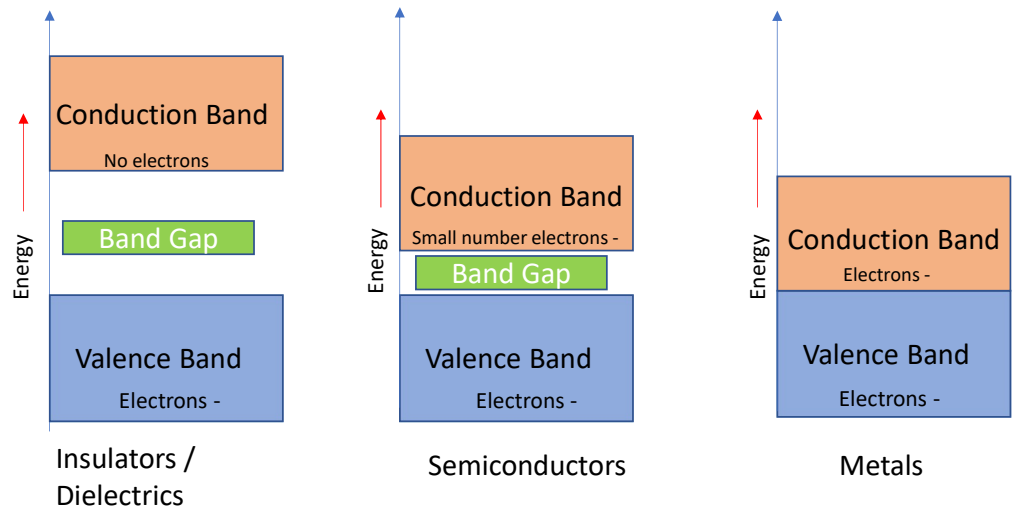 Energy
Conduction Band
No electrons
Band Gap
Valence Band
Electrons -
Insulators /
Dielectrics
Energy
Conduction Band
Small number electrons -
Band Gap
Valence Band
Electrons -
Semiconductors
Energy
Conduction Band
Electrons -
Valence Band
Electrons -
Metals